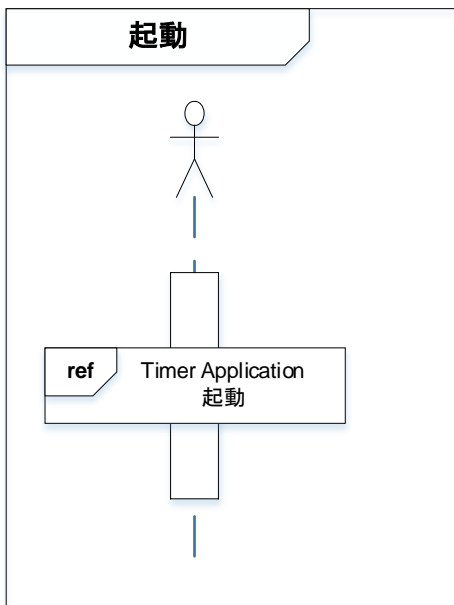 起動
ref
Timer Application
起動